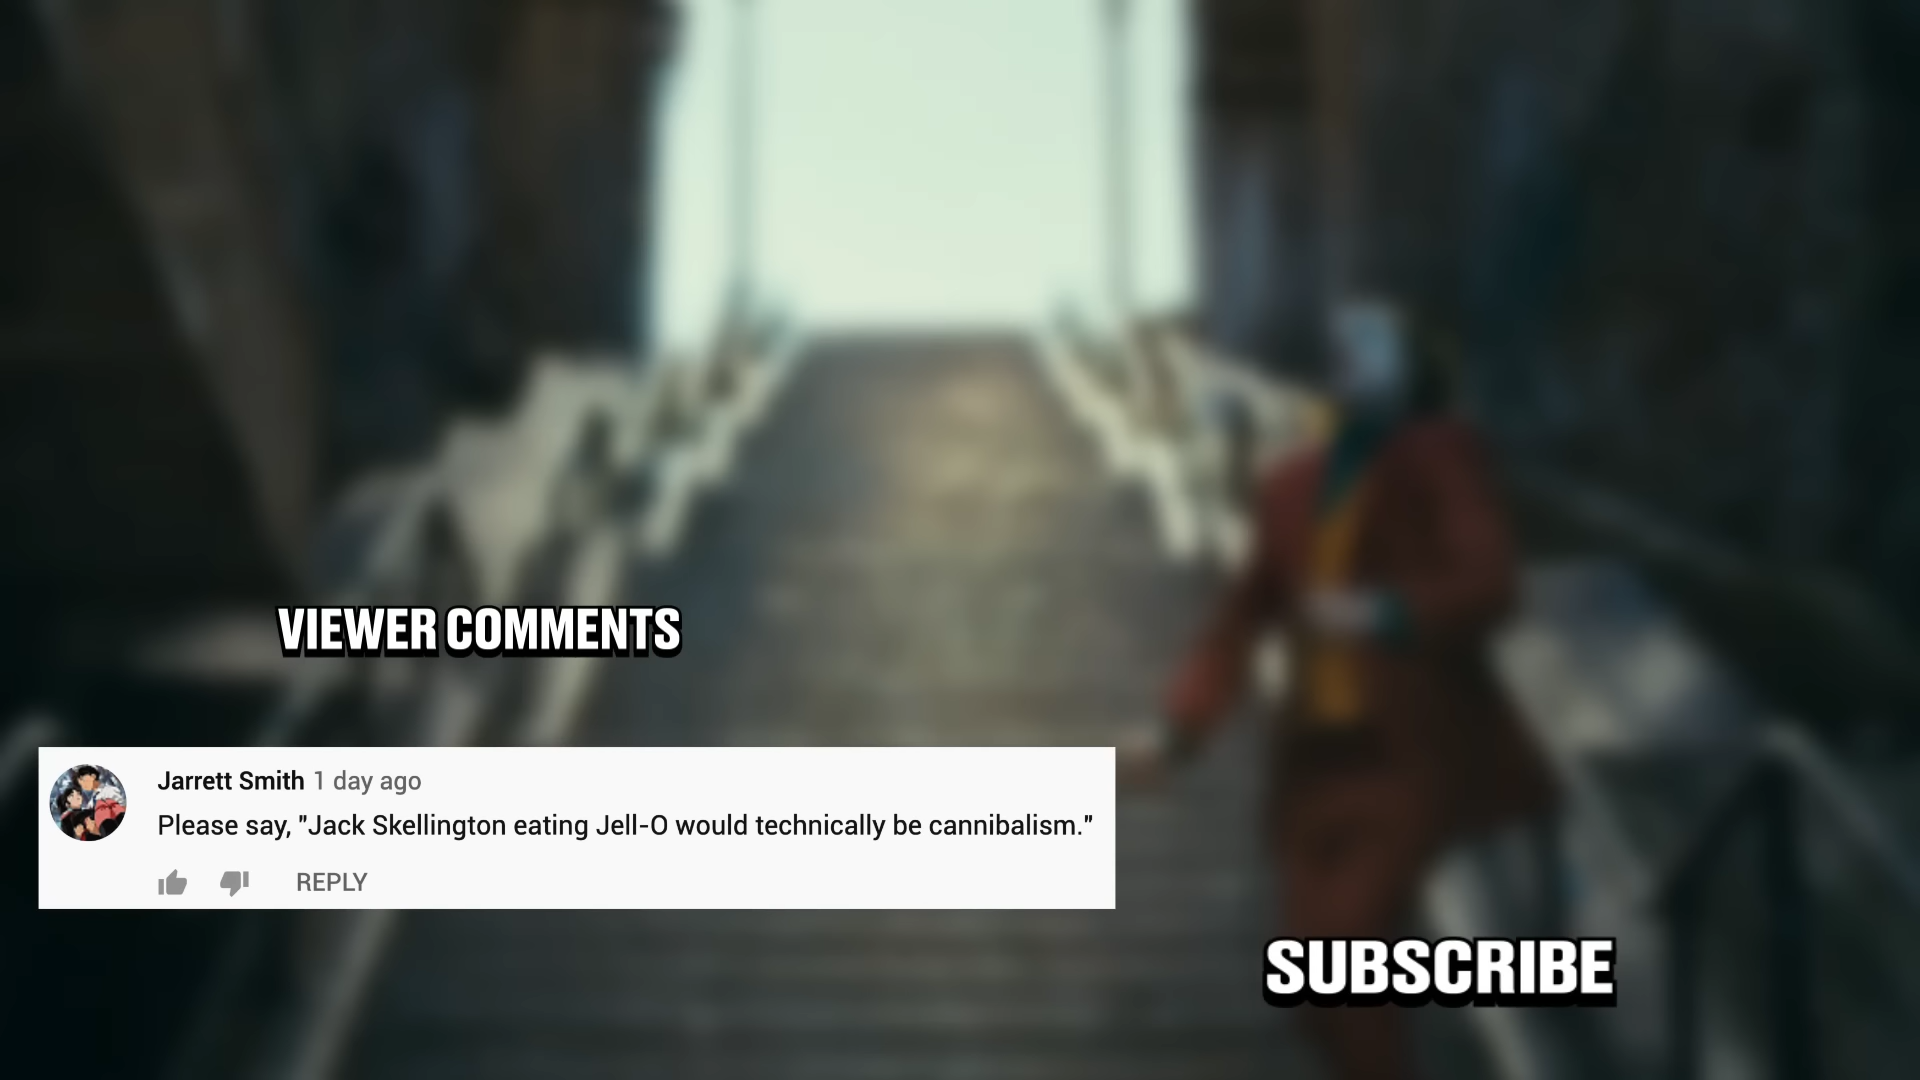 VIEWER COMMENTS
Jarrett Smith 1 day ago
Please say, "Jack Skellington eating Jell-O would technically be cannibalism."
REPLY
SUBSCRIBE